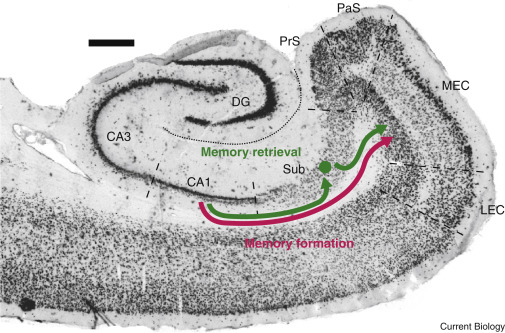 PaS
PrS
MEC
DG
CA3
Memory retrieval
Sub
CA1
LEC
Memory formation
Current Biology